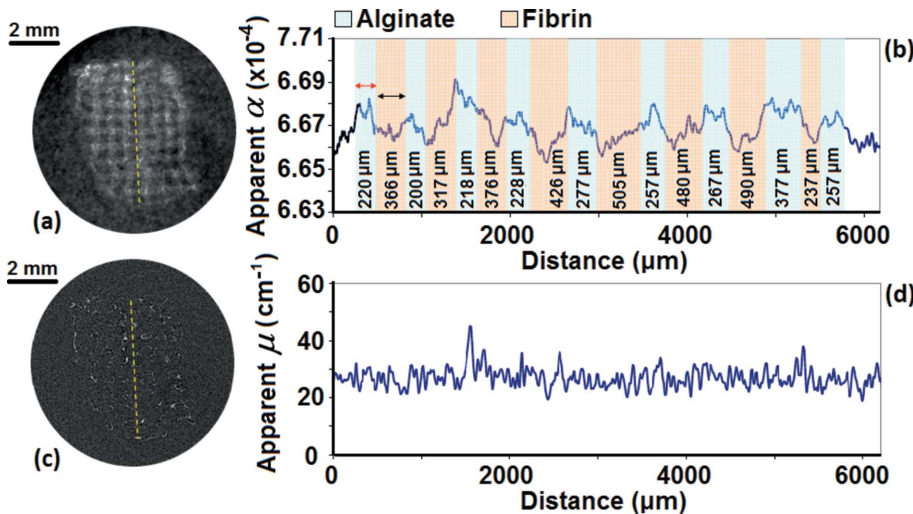 2 mm
(a)
Alginate
Fibrin
Apparent α (x10⁻⁴)
7.71
6.69
6.67
6.65
6.63
220 µm
366 µm
200 µm
317 µm
218 µm
376 µm
228 µm
426 µm
277 µm
505 µm
257 µm
480 µm
267 µm
490 µm
377 µm
237 µm
257 µm
0
2000
4000
6000
Distance (µm)
(b)
2 mm
(c)
Apparent µ (cm⁻¹)
60
40
20
0
0
2000
4000
6000
Distance (µm)
(d)